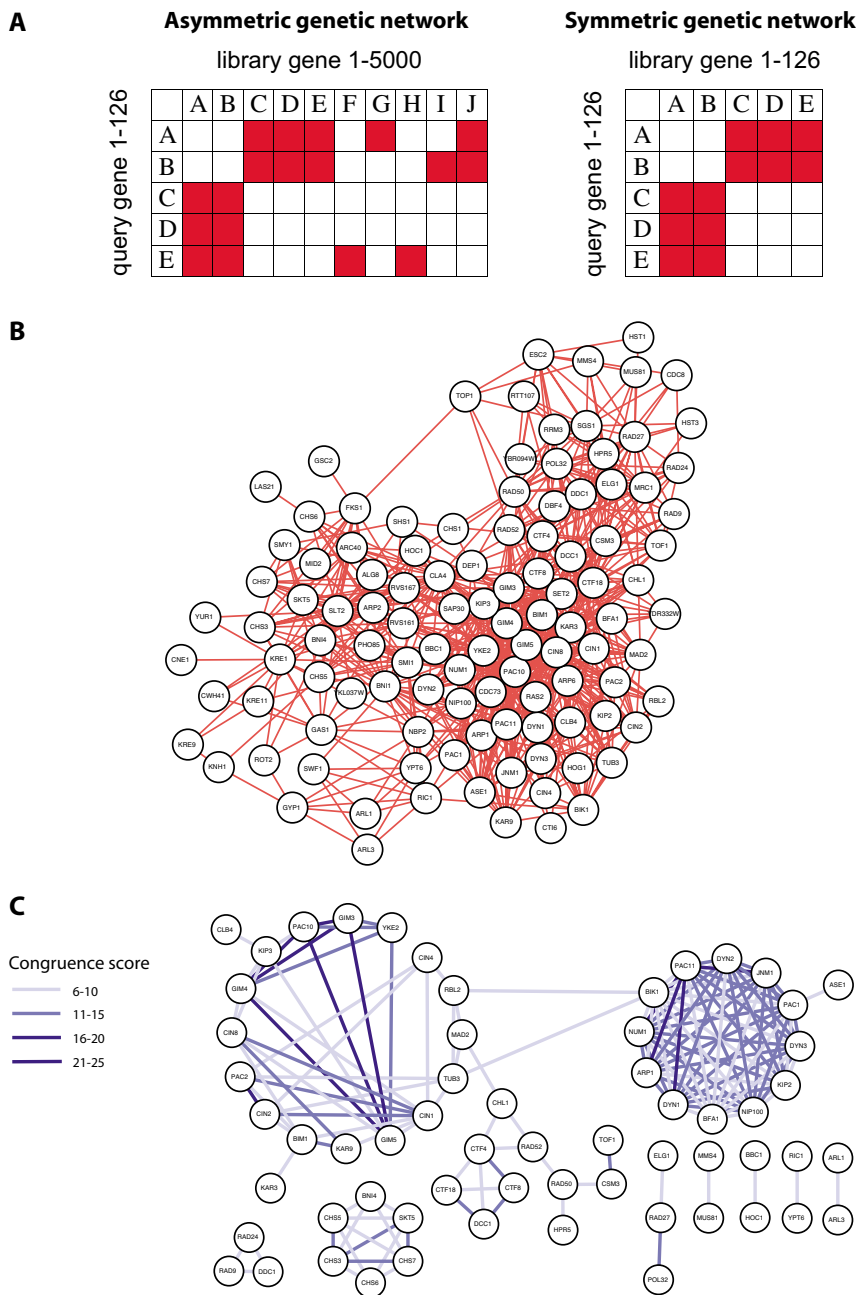 A
Asymmetric genetic network
Symmetric genetic network
library gene 1-5000
library gene 1-126
query gene 1-126
A B C D E F G H I J
A
B
C
D
E
query gene 1-126
A B C D E
A
B
C
D
E
B
HST1
ESC2
MMS4
MUS81
CDC8
TOP1
RTT107
HST3
RRM3
SGS1
RAD27
GSC2
YBR094W
POL32
HPR5
RAD24
LAS21
RAD50
DDC1
ELG1
MRC1
FKS1
CHS6
SHS1
CHS1
RAD52
DBF4
RAD9
SMY1
ARC40
HOC1
CTF4
CSM3
TOF1
MID2
DEP1
DCC1
CHS7
ALG8
CLA4
CTF8
CTF18
CHL1
SKT5
RVS167
GIM3
SET2
SLT2
ARP2
SAP30
KIP3
BIM1
YUR1
CHS3
RVS161
GIM4
KAR3
BFA1
DR332W
BNI4
PHO85
BBC1
YKE2
GIM5
CIN8
CIN1
MAD2
CNE1
KRE1
SMI1
NUM1
PAC10
CHS5
BNI1
DYN2
CDC73
ARP6
PAC2
CWH41
KRE11
KL037W
NIP100
RAS2
RBL2
GAS1
NBP2
ARP1
PAC11
DYN1
CLB4
KIP2
CIN2
KRE9
KNH1
ROT2
SWF1
YPT6
PAC1
JNM1
DYN3
HOG1
TUB3
GYP1
ARL1
RIC1
ASE1
CIN4
BIK1
KAR9
CTI6
ARL3
C
Congruence score
6-10
11-15
16-20
21-25
CLB4
PAC10
GIM3
YKE2
KIP3
CIN4
GIM4
RBL2
CIN8
MAD2
PAC2
TUB3
CIN2
CIN1
BIM1
KAR9
GIM5
KAR3
PAC11
DYN2
JNM1
BIK1
PAC1
ASE1
NUM1
DYN3
ARP1
KIP2
DYN1
BFA1
NIP100
CHL1
CTF4
RAD52
TOF1
CTF18
CTF8
RAD50
CSM3
DCC1
HPR5
ELG1
MMS4
BBC1
RIC1
ARL1
RAD27
MUS81
HOC1
YPT6
ARL3
POL32
BNI4
CHS5
SKT5
CHS3
CHS7
CHS6
RAD24
RAD9
DDC1